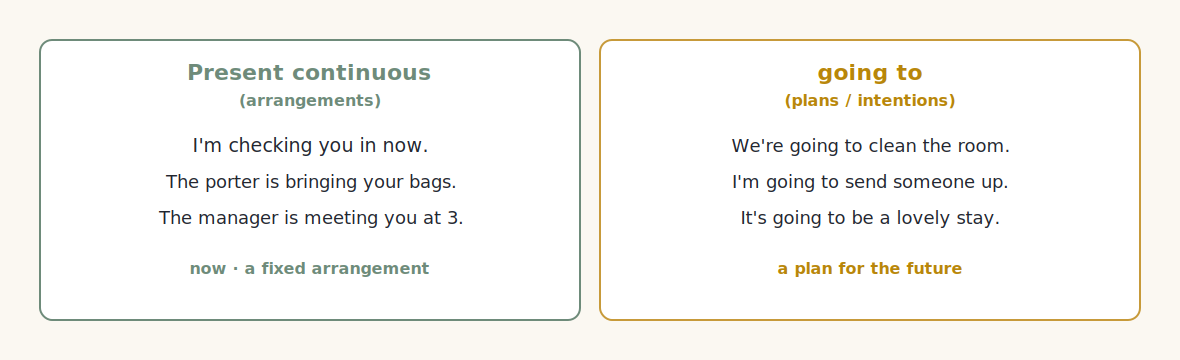 Present continuous
(arrangements)
I'm checking you in now.
The porter is bringing your bags.
The manager is meeting you at 3.
now · a fixed arrangement
going to
(plans / intentions)
We're going to clean the room.
I'm going to send someone up.
It's going to be a lovely stay.
a plan for the future